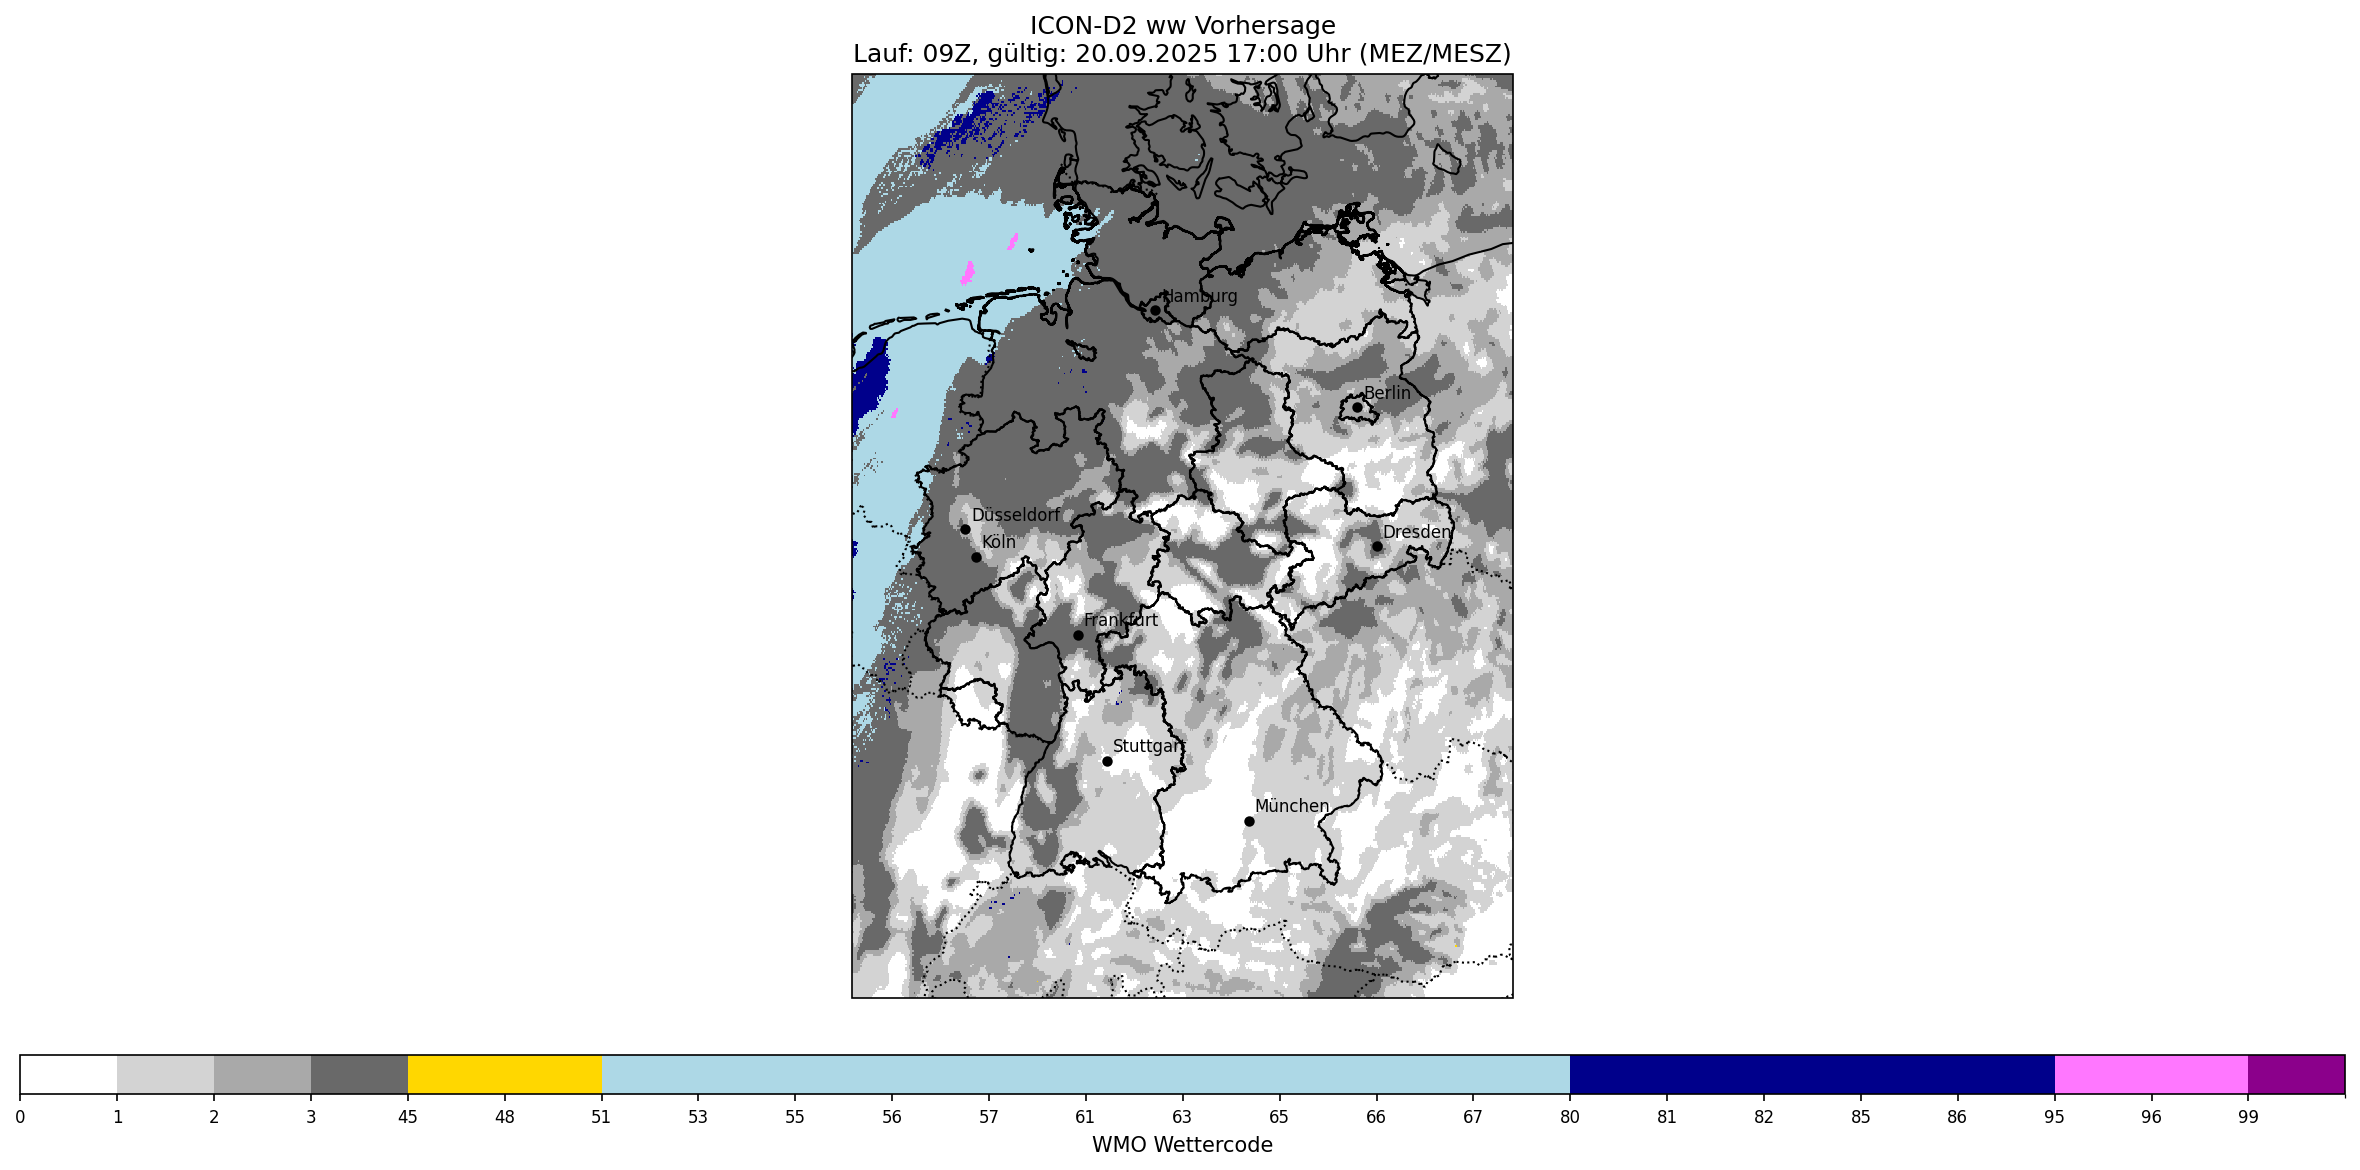 ICON-D2 ww Vorhersage
Lauf: 09Z, gültig: 20.09.2025 17:00 Uhr (MEZ/MESZ)
Hamburg
Berlin
Düsseldorf
Dresden
Köln
Frankfurt
Stuttgart
München
0 1 2 3 45 48 51 53 55 56 57 61 63 65 66 67 80 81 82 85 86 95 96 99
WMO Wettercode